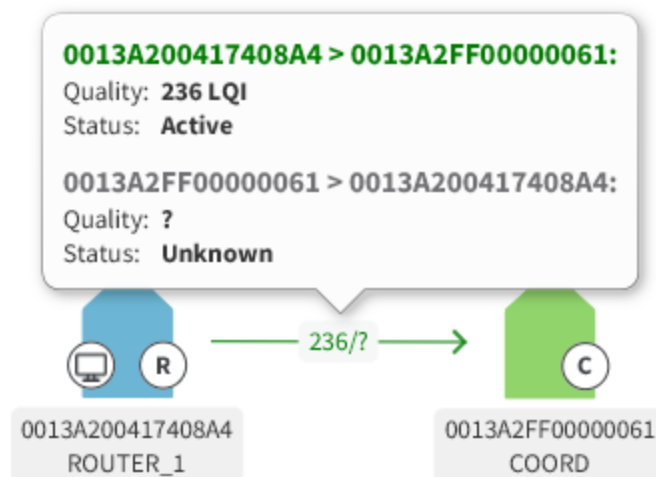 0013A200417408A4 > 0013A2FF00000061:
Quality: 236 LQI
Status: Active
0013A2FF00000061 > 0013A200417408A4:
Quality: ?
Status: Unknown
236/?
R
C
0013A200417408A4
ROUTER_1
0013A2FF00000061
COORD